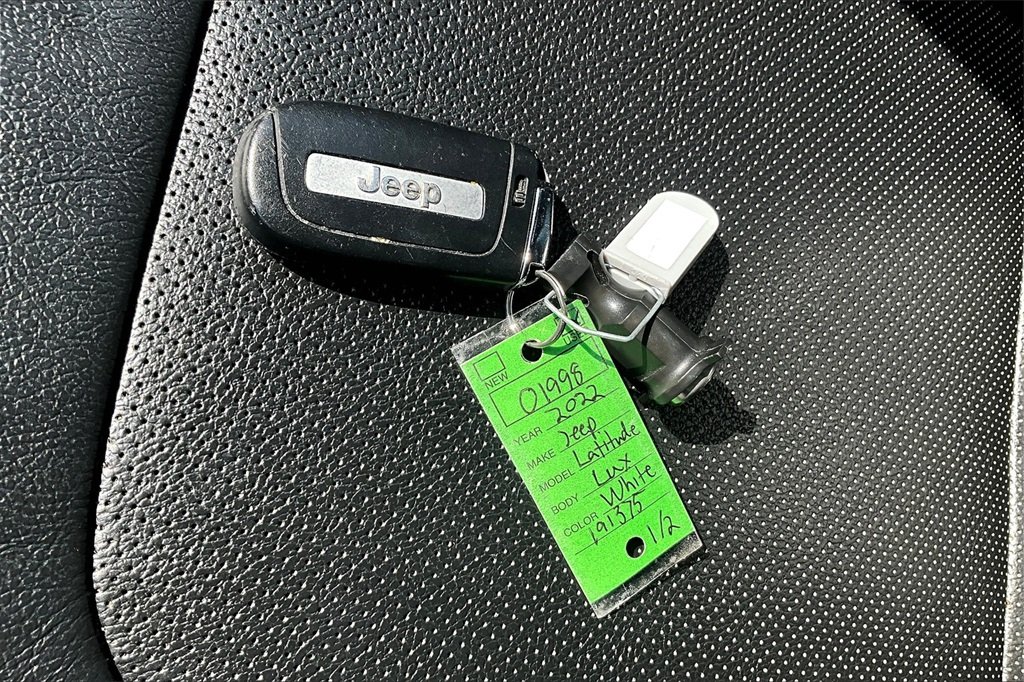 Jeep
NEW
01998
YEAR 2022
MAKE Jeep
MODEL Latitude
BODY Lux
COLOR White
191375
1/2